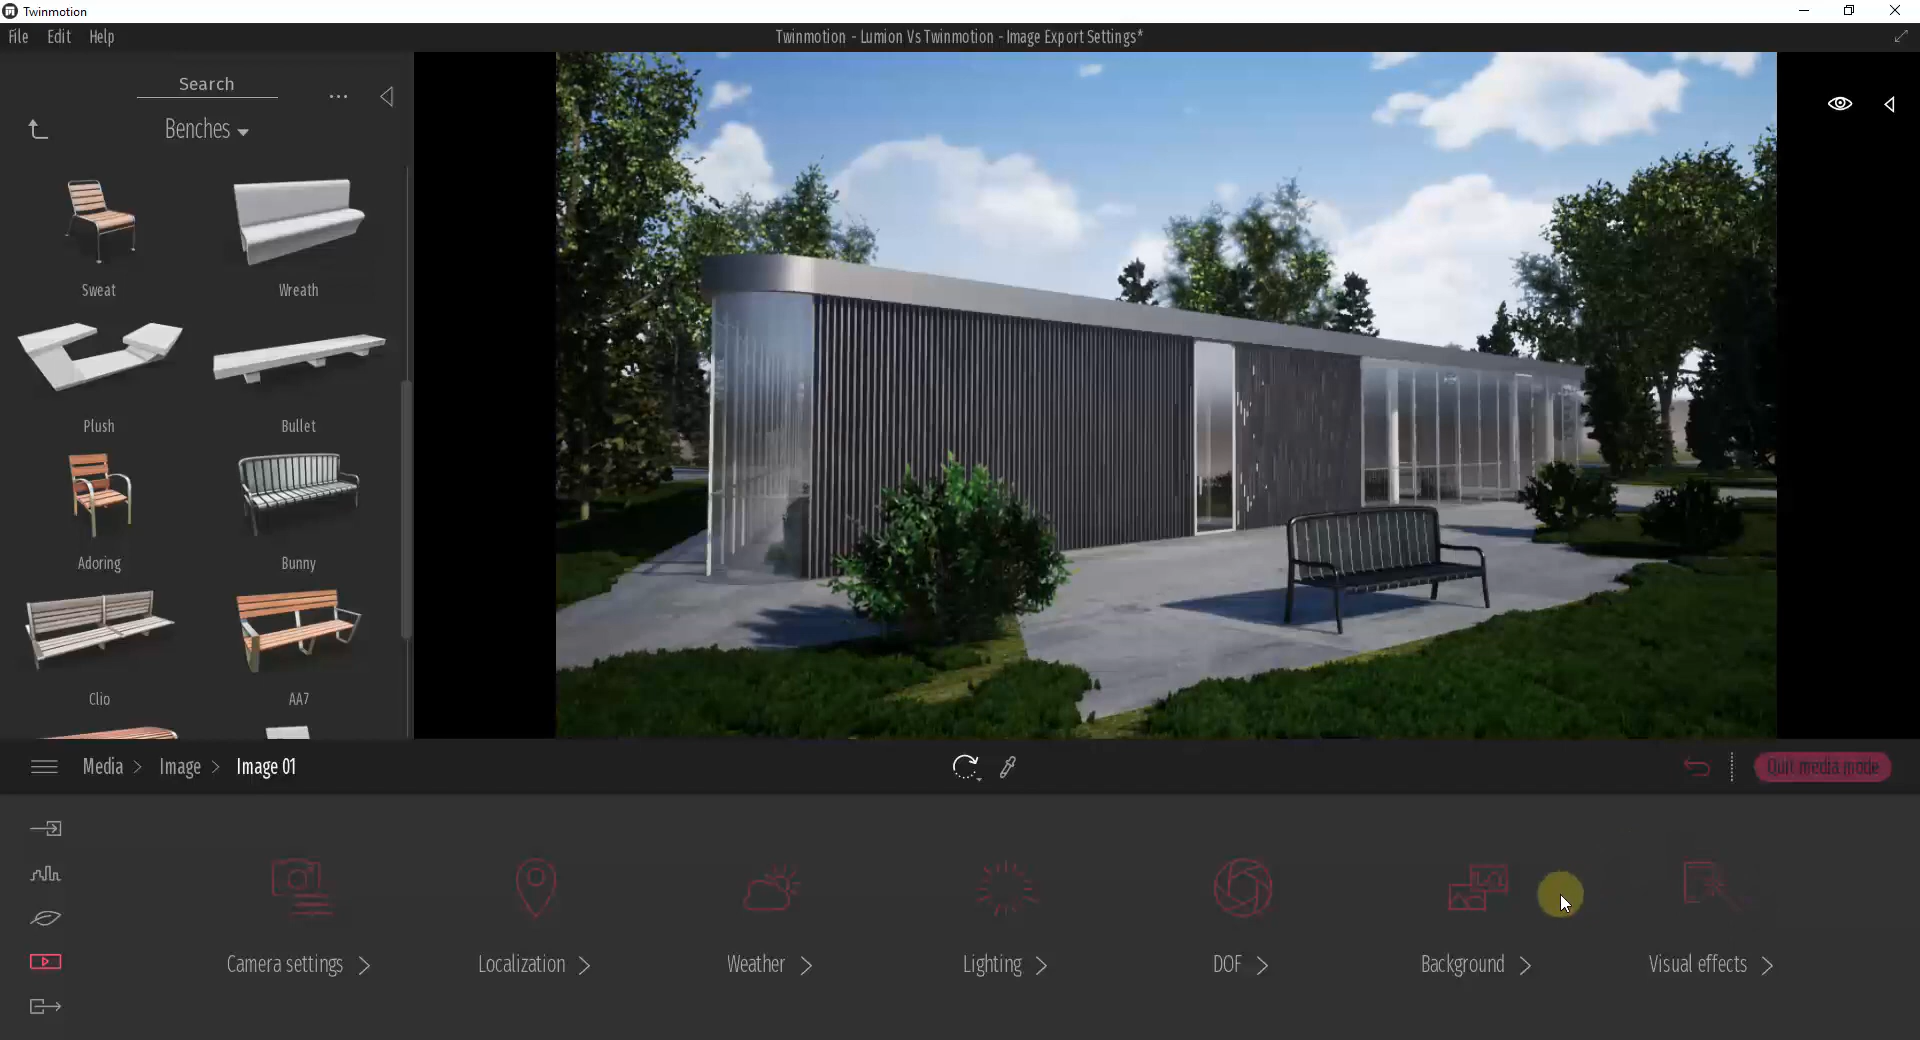 Twinmotion
File Edit Help
Twinmotion - Lumion Vs Twinmotion - Image Export Settings*
Search
...
Benches
Sweat Wreath
Plush Bullet
Adoring Bunny
Clio AA7
Media > Image > Image 01
Quit media mode
Camera settings > Localization > Weather > Lighting > DOF > Background > Visual effects >